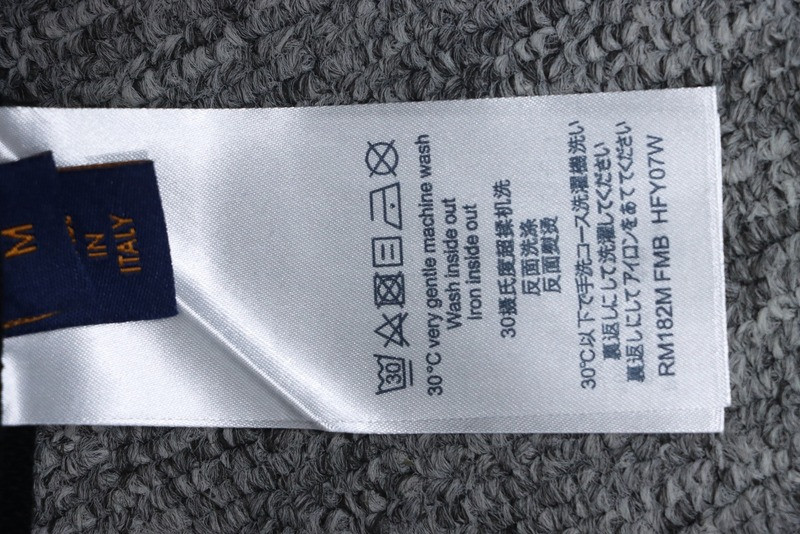 M
IN
ITALY
30
30°C very gentle machine wash
Wash inside out
Iron inside out
30摄氏度超揉机洗
反面洗涤
反面熨烫
30℃以下で手洗コース洗濯機洗い
裏返しにして洗濯してください
裏返しにしてアイロンをあててください
RM182M FMB HFY07W